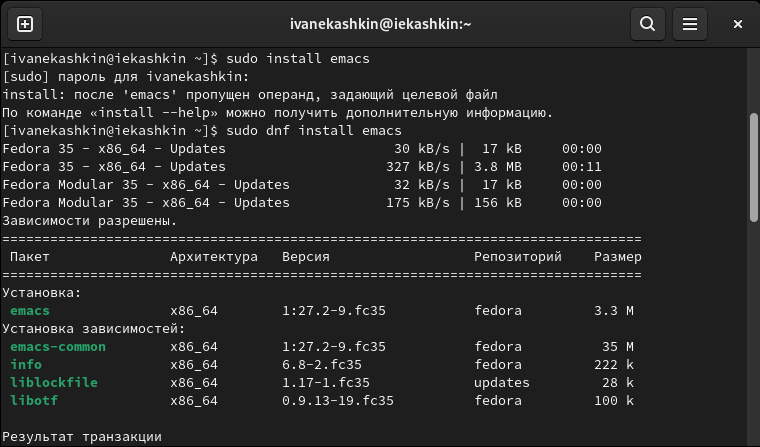 ivanekashkin@iekashkin:~
[ivanekashkin@iekashkin ~]$ sudo install emacs
[sudo] пароль для ivanekashkin:
install: после 'emacs' пропущен операнд, задающий целевой файл
По команде «install --help» можно получить дополнительную информацию.
[ivanekashkin@iekashkin ~]$ sudo dnf install emacs
Fedora 35 - x86_64 - Updates                     30 kB/s |  17 kB     00:00
Fedora 35 - x86_64 - Updates                    327 kB/s | 3.8 MB     00:11
Fedora Modular 35 - x86_64 - Updates             32 kB/s |  17 kB     00:00
Fedora Modular 35 - x86_64 - Updates            175 kB/s | 156 kB     00:00
Зависимости разрешены.
================================================================================
 Пакет               Архитектура   Версия                  Репозиторий    Размер
================================================================================
Установка:
 emacs               x86_64        1:27.2-9.fc35           fedora         3.3 M
Установка зависимостей:
 emacs-common        x86_64        1:27.2-9.fc35           fedora          35 M
 info                x86_64        6.8-2.fc35              fedora         222 k
 liblockfile         x86_64        1.17-1.fc35             updates         28 k
 libotf              x86_64        0.9.13-19.fc35          fedora         100 k
Результат транзакции